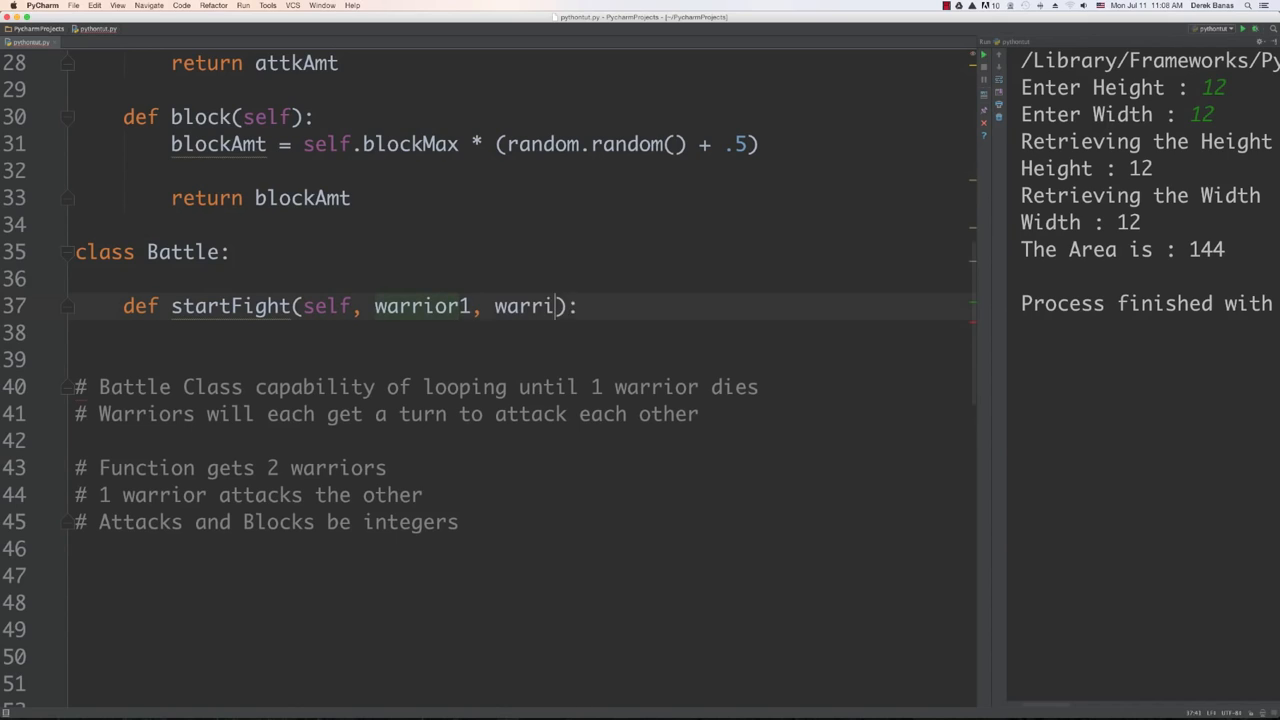 PyCharm File Edit View Navigate Code Refactor Run Tools VCS Window Help 10 Mon Jul 11 11:08 AM Derek Banas
pythontut.py - PycharmProjects - [~/PycharmProjects]
PycharmProjects pythontut.py pythontut
pythontut.py
Run pythontut
28 return attkAmt
29
30 def block(self):
31 blockAmt = self.blockMax * (random.random() + .5)
32
33 return blockAmt
34
35 class Battle:
36
37 def startFight(self, warrior1, warri):
38
39
40 # Battle Class capability of looping until 1 warrior dies
41 # Warriors will each get a turn to attack each other
42
43 # Function gets 2 warriors
44 # 1 warrior attacks the other
45 # Attacks and Blocks be integers
46
47
48
49
50
51
/Library/Frameworks/Py
Enter Height : 12
Enter Width : 12
Retrieving the Height
Height : 12
Retrieving the Width
Width : 12
The Area is : 144
Process finished with
37:41 LF UTF-8